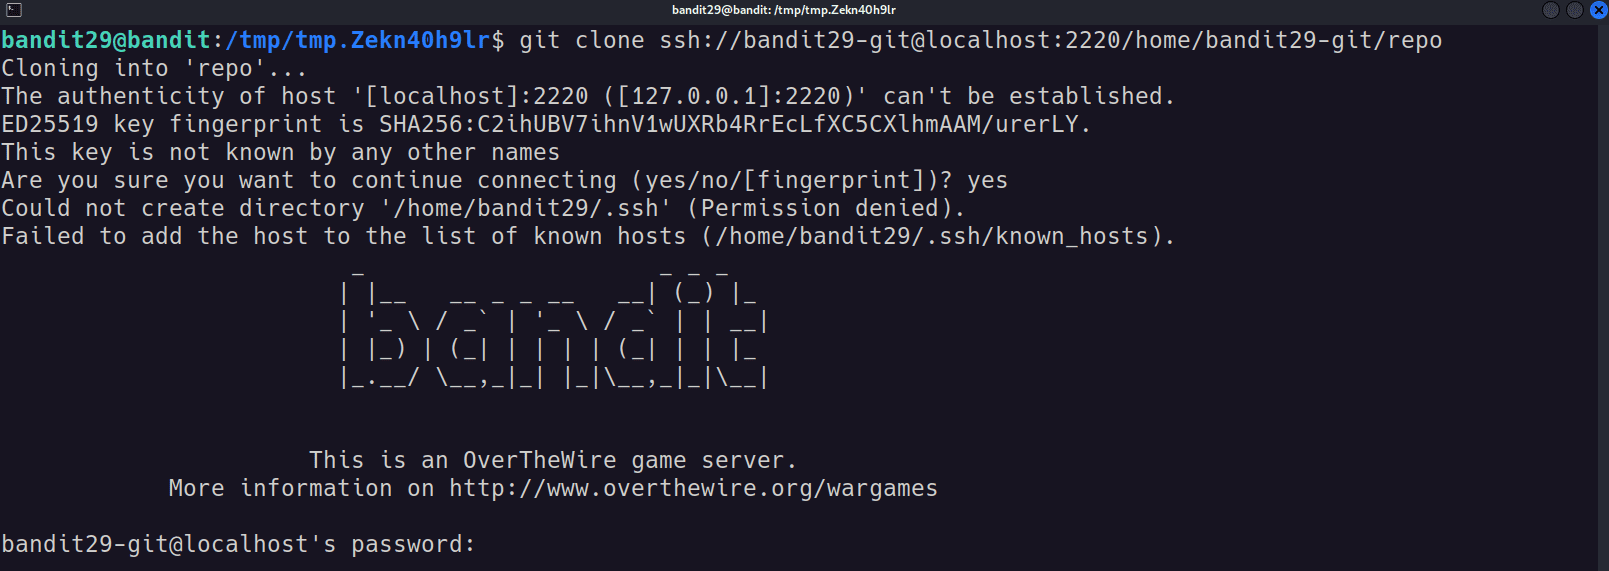 bandit29@bandit: /tmp/tmp.Zekn40h9lr
bandit29@bandit:/tmp/tmp.Zekn40h9lr$ git clone ssh://bandit29-git@localhost:2220/home/bandit29-git/repo
Cloning into 'repo'...
The authenticity of host '[localhost]:2220 ([127.0.0.1]:2220)' can't be established.
ED25519 key fingerprint is SHA256:C2ihUBV7ihnV1wUXRb4RrEcLfXC5CXlhmAAM/urerLY.
This key is not known by any other names
Are you sure you want to continue connecting (yes/no/[fingerprint])? yes
Could not create directory '/home/bandit29/.ssh' (Permission denied).
Failed to add the host to the list of known hosts (/home/bandit29/.ssh/known_hosts).
bandit
This is an OverTheWire game server.
More information on http://www.overthewire.org/wargames
bandit29-git@localhost's password: